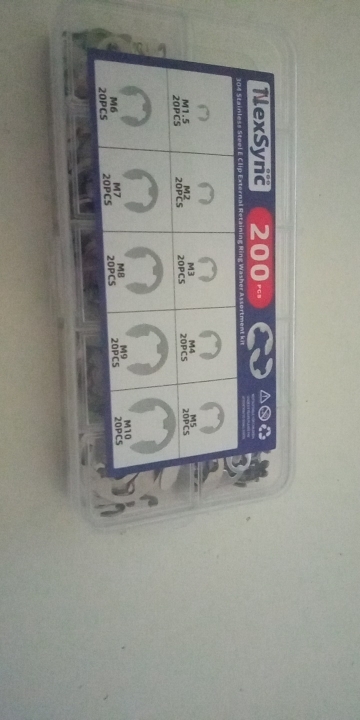 NexSync
200 PCS
304 Stainless Steel E Clip External Retaining Ring Washer Assortment kit
M1.5
20PCS
M2
20PCS
M3
20PCS
M4
20PCS
M5
20PCS
M6
20PCS
M7
20PCS
M8
20PCS
M9
20PCS
M10
20PCS